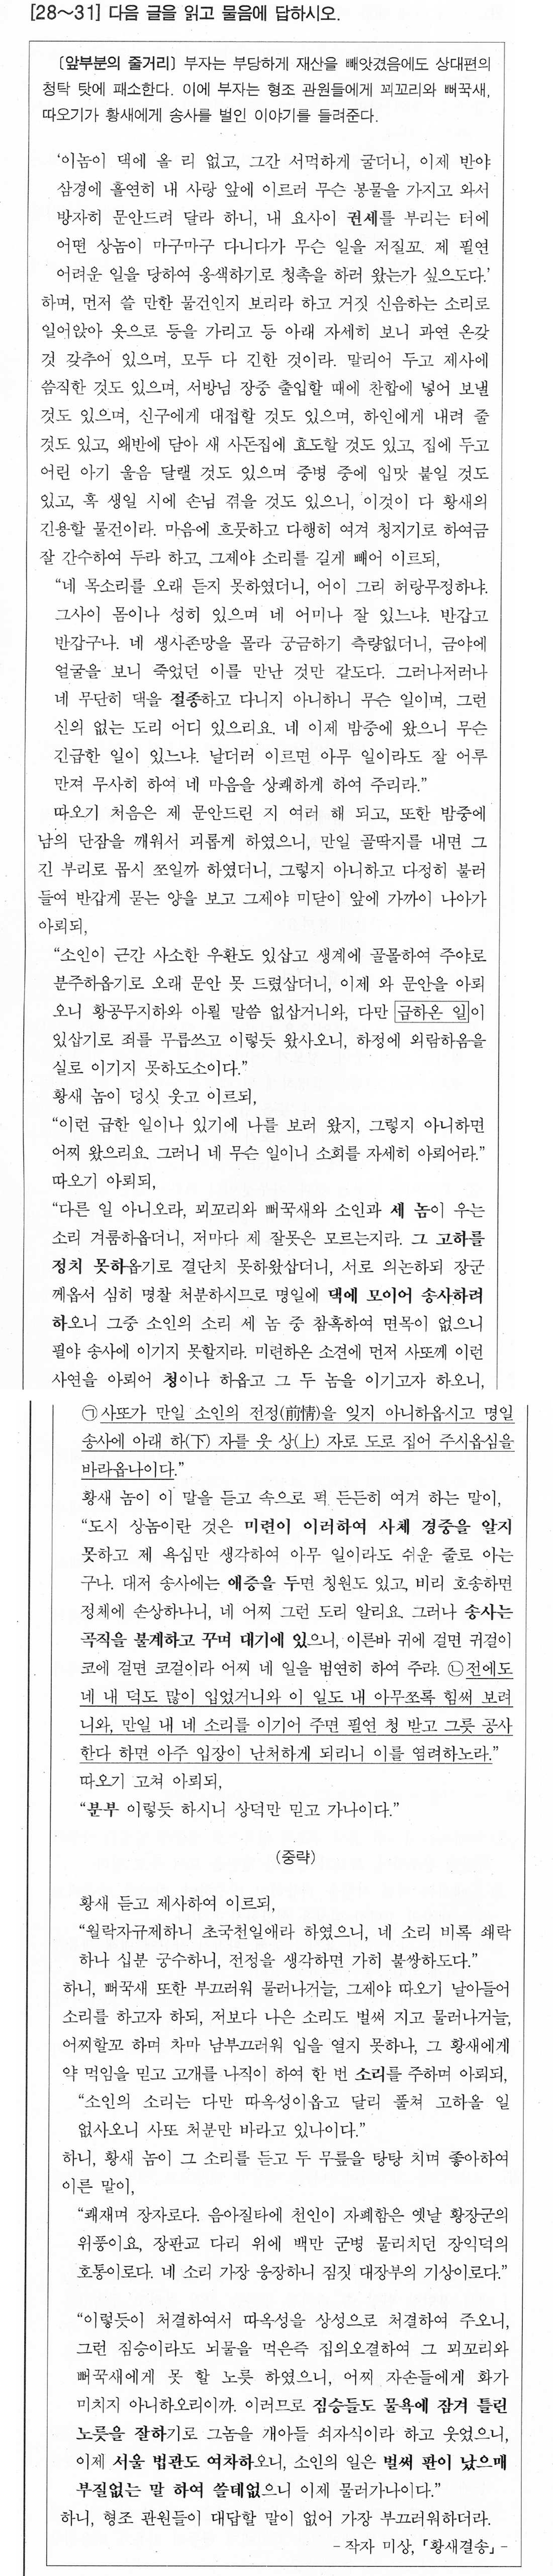 [28～31] 다음 글을 읽고 물음에 답하시오.
〔앞부분의 줄거리〕 부자는 부당하게 재산을 빼앗겼음에도 상대편의
청탁 탓에 패소한다. 이에 부자는 형조 관원들에게 꾀꼬리와 뻐꾹새,
따오기가 황새에게 송사를 벌인 이야기를 들려준다.
‘이놈이 댁에 올 리 없고, 그간 서먹하게 굴더니, 이제 반야
삼경에 홀연히 내 사랑 앞에 이르러 무슨 봉물을 가지고 와서
방자히 문안드려 달라 하니, 내 요사이 권세를 부리는 터에
어떤 상놈이 마구마구 다니다가 무슨 일을 저질꼬. 제 필연
어려운 일을 당하여 옹색하기로 청촉을 하러 왔는가 싶으도다.’
하며, 먼저 쓸 만한 물건인지 보리라 하고 거짓 신음하는 소리로
일어앉아 옷으로 등을 가리고 등 아래 자세히 보니 과연 온갖
것 갖추어 있으며, 모두 다 긴한 것이라. 말리어 두고 제사에
씀직한 것도 있으며, 서방님 장중 출입할 때에 찬합에 넣어 보낼
것도 있으며, 신구에게 대접할 것도 있으며, 하인에게 내려 줄
것도 있고, 왜반에 담아 새 사돈집에 효도할 것도 있고, 집에 두고
어린 아기 울음 달랠 것도 있으며 중병 중에 입맛 붙일 것도
있고, 혹 생일 시에 손님 겪을 것도 있으니, 이것이 다 황새의
긴용할 물건이라. 마음에 흐뭇하고 다행히 여겨 청지기로 하여금
잘 간수하여 두라 하고, 그제야 소리를 길게 빼어 이르되,
“네 목소리를 오래 듣지 못하였더니, 어이 그리 허랑무정하냐.
그사이 몸이나 성히 있으며 네 어미나 잘 있느냐. 반갑고
반갑구나. 네 생사존망을 몰라 궁금하기 측량없더니, 금야에
얼굴을 보니 죽었던 이를 만난 것만 같도다. 그러나저러나
네 무단히 댁을 절종하고 다니지 아니하니 무슨 일이며, 그런
신의 없는 도리 어디 있으리요. 네 이제 밤중에 왔으니 무슨
긴급한 일이 있느냐. 날더러 이르면 아무 일이라도 잘 어루
만져 무사히 하여 네 마음을 상쾌하게 하여 주리라.”
따오기 처음은 제 문안드린 지 여러 해 되고, 또한 밤중에
남의 단잠을 깨워서 괴롭게 하였으니, 만일 골딱지를 내면 그
긴 부리로 몹시 쪼일까 하였더니, 그렇지 아니하고 다정히 불러
들여 반갑게 묻는 양을 보고 그제야 미닫이 앞에 가까이 나아가
아뢰되,
“소인이 근간 사소한 우환도 있삽고 생계에 골몰하여 주야로
분주하옵기로 오래 문안 못 드렸삽더니, 이제 와 문안을 아뢰
오니 황공무지하와 아뢸 말씀 없삽거니와, 다만 급하온 일이
있삽기로 죄를 무릅쓰고 이렇듯 왔사오니, 하정에 외람하옴을
실로 이기지 못하도소이다.”
황새 놈이 덩싯 웃고 이르되,
“이런 급한 일이나 있기에 나를 보러 왔지, 그렇지 아니하면
어찌 왔으리요. 그러니 네 무슨 일이니 소회를 자세히 아뢰어라.”
따오기 아뢰되,
“다른 일 아니오라, 꾀꼬리와 뻐꾹새와 소인과 세 놈이 우는
소리 겨룸하옵더니, 저마다 제 잘못은 모르는지라. 그 고하를
정치 못하옵기로 결단치 못하왔삽더니, 서로 의논하되 장군
께옵서 심히 명찰 처분하시므로 명일에 댁에 모이어 송사하려
하오니 그중 소인의 소리 세 놈 중 참혹하여 면목이 없으니
필야 송사에 이기지 못할지라. 미련하온 소견에 먼저 사또께 이런
사연을 아뢰어 청이나 하옵고 그 두 놈을 이기고자 하오니,
㉠사또가 만일 소인의 전정(前情)을 잊지 아니하옵시고 명일
송사에 아래 하(下) 자를 웃 상(上) 자로 도로 집어 주시옵심을
바라옵나이다.”
황새 놈이 이 말을 듣고 속으로 퍽 든든히 여겨 하는 말이,
“도시 상놈이란 것은 미련이 이러하여 사체 경중을 알지
못하고 제 욕심만 생각하여 아무 일이라도 쉬운 줄로 아는
구나. 대저 송사에는 애증을 두면 칭원도 있고, 비리 호송하면
정체에 손상하나니, 네 어찌 그런 도리 알리요. 그러나 송사는
곡직을 불계하고 꾸며 대기에 있으니, 이른바 귀에 걸면 귀걸이
코에 걸면 코걸이라 어찌 네 일을 범연히 하여 주랴. ㉡전에도
네 내 덕도 많이 입었거니와 이 일도 내 아무쪼록 힘써 보려
니와, 만일 내 네 소리를 이기어 주면 필연 청 받고 그릇 공사
한다 하면 아주 입장이 난처하게 되리니 이를 염려하노라.”
따오기 고쳐 아뢰되,
“분부 이렇듯 하시니 상덕만 믿고 가나이다.”
(중략)
황새 듣고 제사하여 이르되,
“월락자규제하니 초국천일애라 하였으니, 네 소리 비록 쇄락
하나 십분 궁수하니, 전정을 생각하면 가히 불쌍하도다.”
하니, 뻐꾹새 또한 부끄러워 물러나거늘, 그제야 따오기 날아들어
소리를 하고자 하되, 저보다 나은 소리도 벌써 지고 물러나거늘,
어찌할꼬 하며 차마 남부끄러워 입을 열지 못하나, 그 황새에게
약 먹임을 믿고 고개를 나직이 하여 한 번 소리를 주하며 아뢰되,
“소인의 소리는 다만 따옥성이옵고 달리 풀쳐 고하올 일
없사오니 사또 처분만 바라고 있나이다.”
하니, 황새 놈이 그 소리를 듣고 두 무릎을 탕탕 치며 좋아하여
이른 말이,
“쾌재며 장자로다. 음아질타에 천인이 자폐함은 옛날 황장군의
위풍이요, 장판교 다리 위에 백만 군병 물리치던 장익덕의
호통이로다. 네 소리 가장 웅장하니 짐짓 대장부의 기상이로다.”
“이렇듯이 처결하여서 따옥성을 상성으로 처결하여 주오니,
그런 짐승이라도 뇌물을 먹은즉 집의오결하여 그 꾀꼬리와
뻐꾹새에게 못 할 노릇 하였으니, 어찌 자손들에게 화가
미치지 아니하오리이까. 이러므로 짐승들도 물욕에 잠겨 틀린
노릇을 잘하기로 그놈을 개아들 쇠자식이라 하고 웃었으니,
이제 서울 법관도 여차하오니, 소인의 일은 벌써 판이 났으매
부질없는 말 하여 쓸데없으니 이제 물러가나이다.”
하니, 형조 관원들이 대답할 말이 없어 가장 부끄러워하더라.
- 작자 미상, 「황새결송」 -